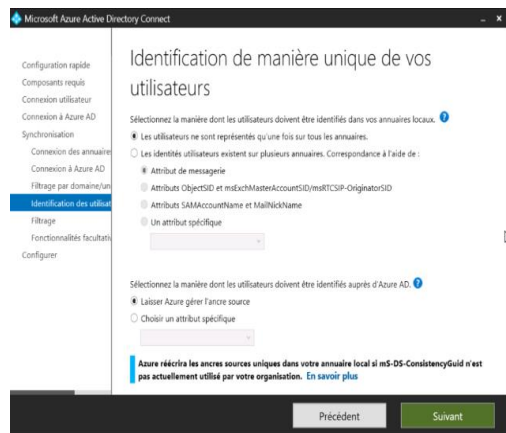 Microsoft Azure Active Directory Connect
Configuration rapide
Composants requis
Connexion utilisateur
Connexion à Azure AD
Synchronisation
Connexion des annuaire
Connexion à Azure AD
Filtrage par domaine/un
Identification des utilisat
Filtrage
Fonctionnalités facultati
Configurer
Identification de manière unique de vos
utilisateurs
Sélectionnez la manière dont les utilisateurs doivent être identifiés dans vos annuaires locaux. ?
Les utilisateurs ne sont représentés qu'une fois sur tous les annuaires.
Les identités utilisateurs existent sur plusieurs annuaires. Correspondance à l'aide de :
Attribut de messagerie
Attributs ObjectSID et msExchMasterAccountSID/msRTCSIP-OriginatorSID
Attributs SAMAccountName et MailNickName
Un attribut spécifique
Sélectionnez la manière dont les utilisateurs doivent être identifiés auprès d'Azure AD. ?
Laisser Azure gérer l'ancre source
Choisir un attribut spécifique
Azure réécrira les ancres sources uniques dans votre annuaire local si mS-DS-ConsistencyGuid n'est
pas actuellement utilisé par votre organisation. En savoir plus
Précédent
Suivant